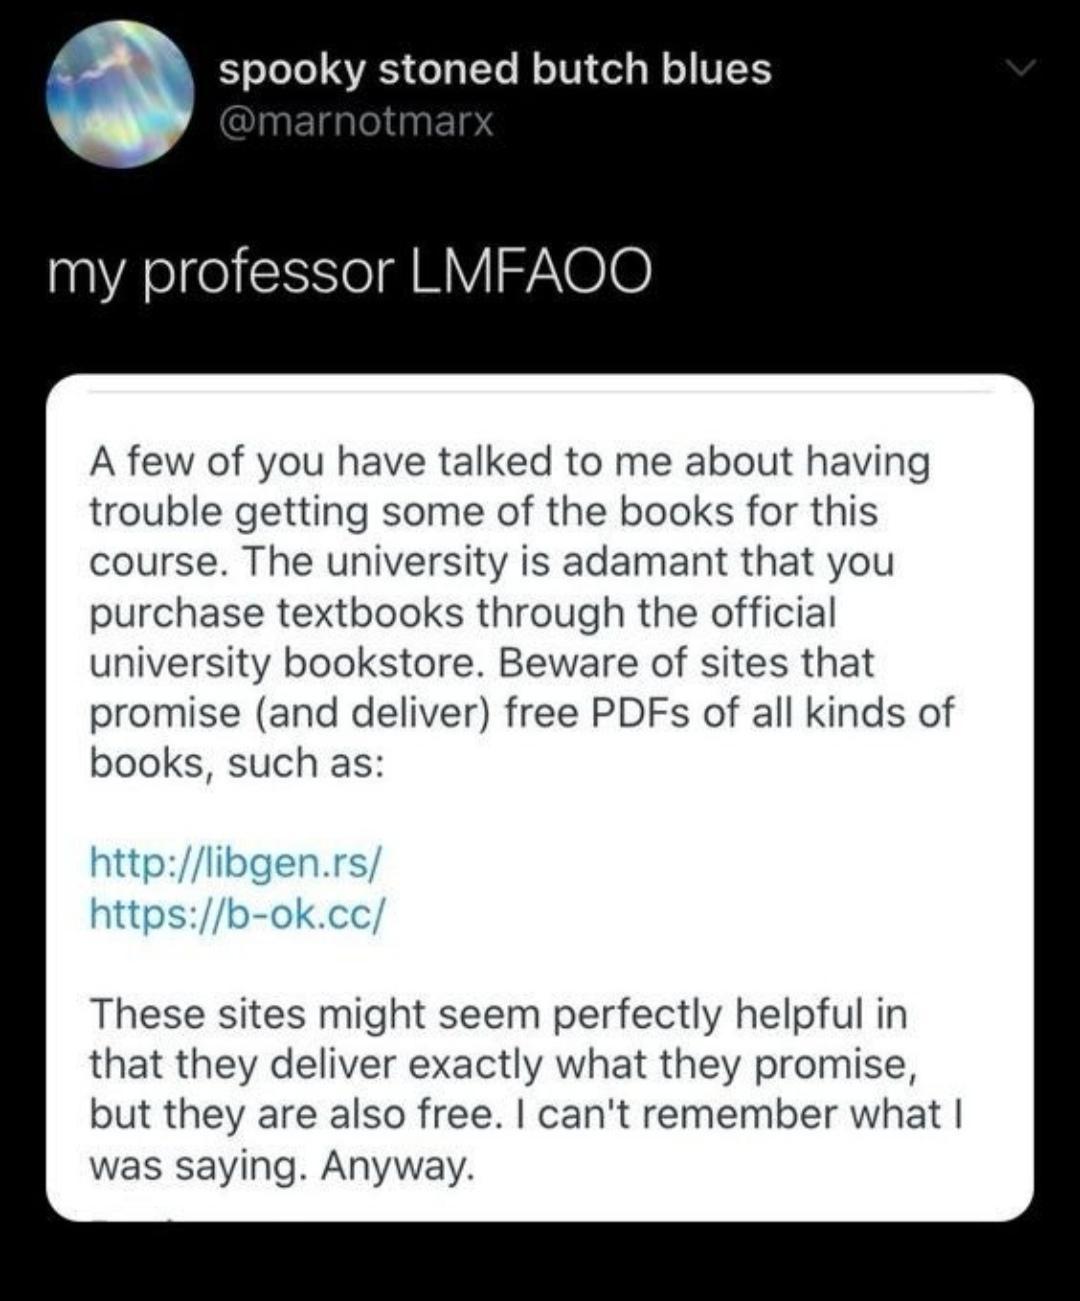 spooky stoned butch blues
@marnotmarx
my professor LMFAOO
A few of you have talked to me about having
trouble getting some of the books for this
course. The university is adamant that you
purchase textbooks through the official
university bookstore. Beware of sites that
promise (and deliver) free PDFs of all kinds of
books, such as:
http://libgen.rs/
https://b-ok.cc/
These sites might seem perfectly helpful in
that they deliver exactly what they promise,
but they are also free. I can't remember what I
was saying. Anyway.